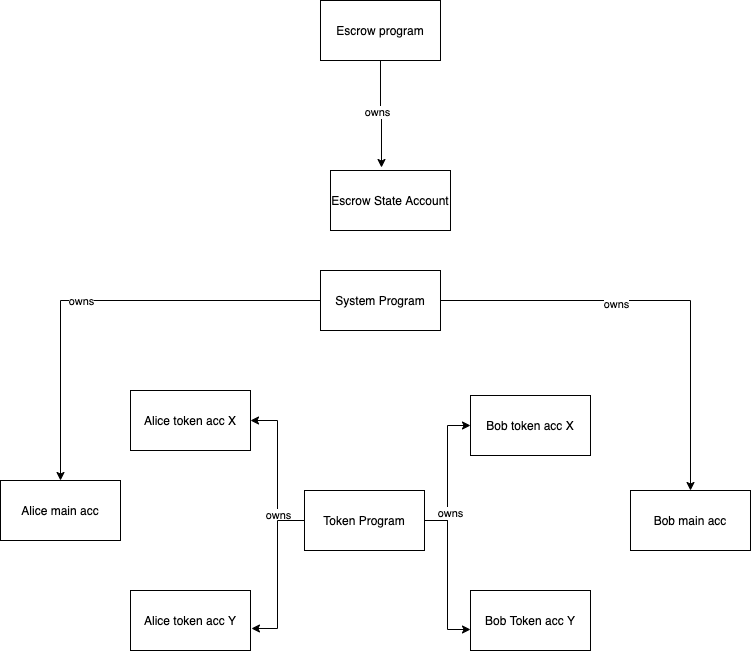 Escrow program
owns
Escrow State Account
System Program
owns
owns
Alice token acc X
Bob token acc X
Alice main acc
owns
Token Program
owns
Bob main acc
Alice token acc Y
Bob Token acc Y